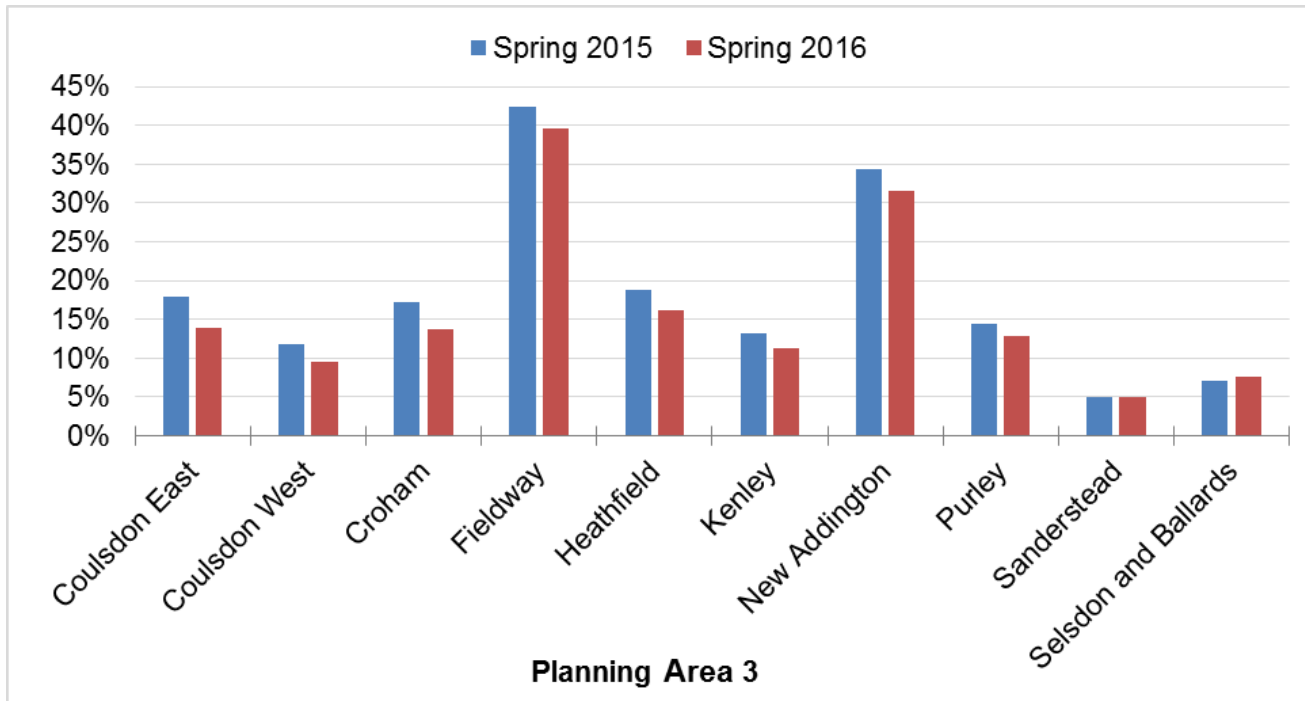 Spring 2015 Spring 2016
45%
40%
35%
30%
25%
20%
15%
10%
5%
0%
Coulsdon East
Coulsdon West
Croham
Fieldway
Heathfield
Kenley
New Addington
Purley
Sanderstead
Selsdon and Ballards
Planning Area 3